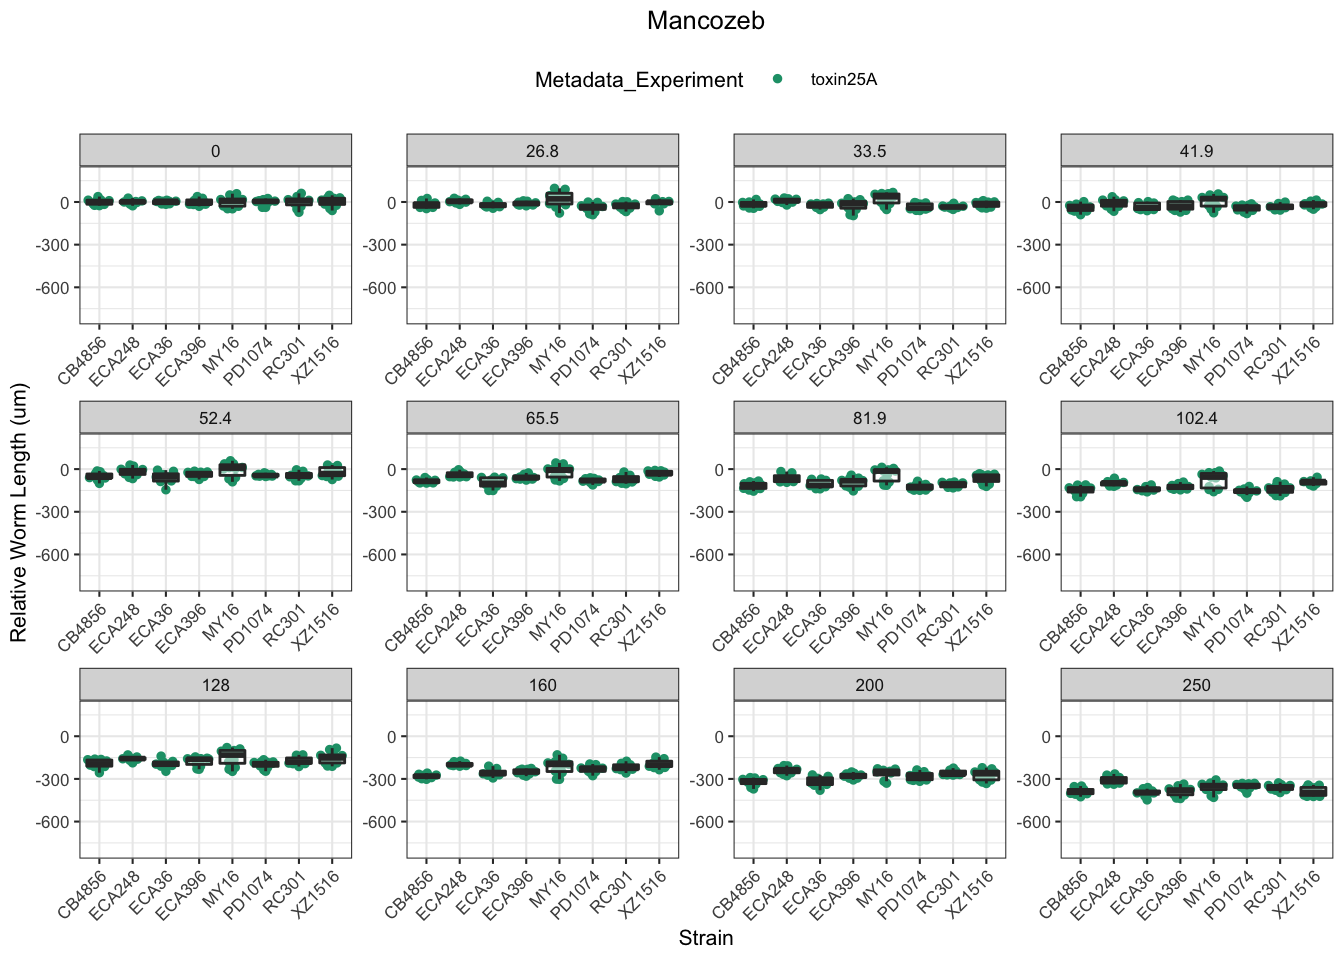 Mancozeb
Metadata_Experiment toxin25A
Relative Worm Length (um)
0 26.8 33.5 41.9
0 0 0 0
-300 -300 -300 -300
-600 -600 -600 -600
CB4856 ECA248 ECA36 ECA396 MY16 PD1074 RC301 XZ1516 CB4856 ECA248 ECA36 ECA396 MY16 PD1074 RC301 XZ1516 CB4856 ECA248 ECA36 ECA396 MY16 PD1074 RC301 XZ1516 CB4856 ECA248 ECA36 ECA396 MY16 PD1074 RC301 XZ1516
52.4 65.5 81.9 102.4
0 0 0 0
-300 -300 -300 -300
-600 -600 -600 -600
CB4856 ECA248 ECA36 ECA396 MY16 PD1074 RC301 XZ1516 CB4856 ECA248 ECA36 ECA396 MY16 PD1074 RC301 XZ1516 CB4856 ECA248 ECA36 ECA396 MY16 PD1074 RC301 XZ1516 CB4856 ECA248 ECA36 ECA396 MY16 PD1074 RC301 XZ1516
128 160 200 250
0 0 0 0
-300 -300 -300 -300
-600 -600 -600 -600
CB4856 ECA248 ECA36 ECA396 MY16 PD1074 RC301 XZ1516 CB4856 ECA248 ECA36 ECA396 MY16 PD1074 RC301 XZ1516 CB4856 ECA248 ECA36 ECA396 MY16 PD1074 RC301 XZ1516 CB4856 ECA248 ECA36 ECA396 MY16 PD1074 RC301 XZ1516
Strain